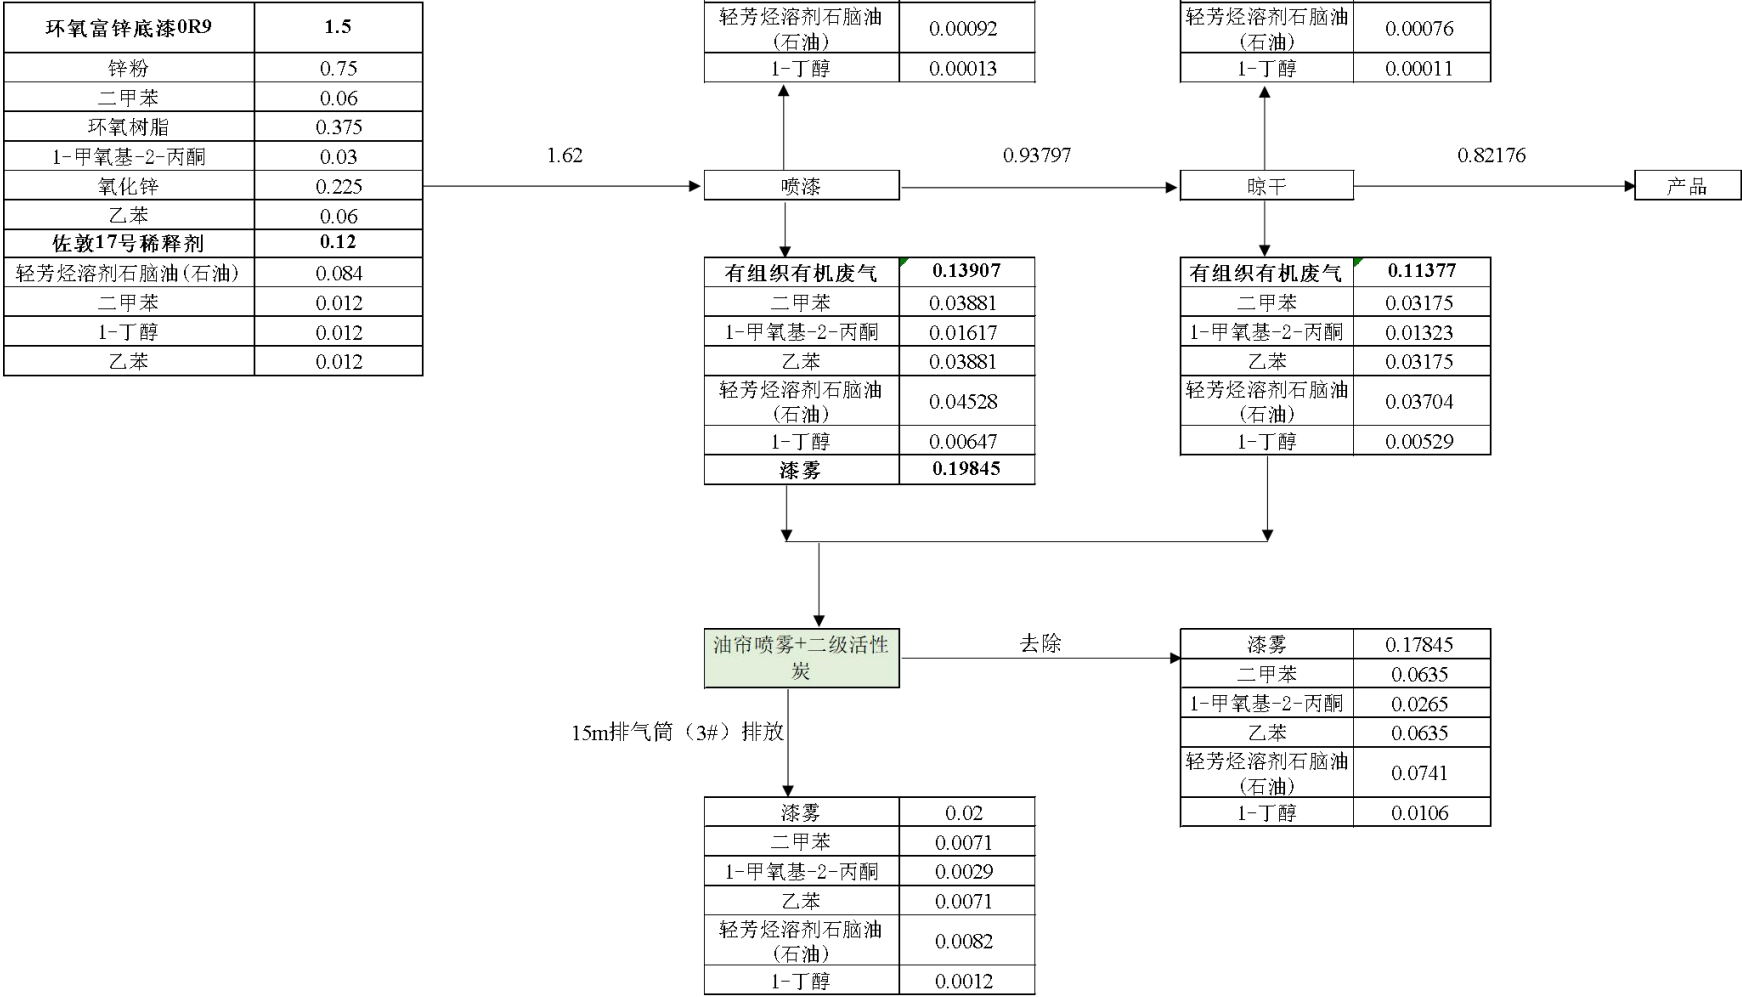 环氧富锌底漆0R9 1.5
锌粉 0.75
二甲苯 0.06
环氧树脂 0.375
1-甲氧基-2-丙酮 0.03
氧化锌 0.225
乙苯 0.06
佐敦17号稀释剂 0.12
轻芳烃溶剂石脑油(石油) 0.084
二甲苯 0.012
1-丁醇 0.012
乙苯 0.012
1.62
轻芳烃溶剂石脑油
(石油) 0.00092
1-丁醇 0.00013
喷漆
有组织有机废气 0.13907
二甲苯 0.03881
1-甲氧基-2-丙酮 0.01617
乙苯 0.03881
轻芳烃溶剂石脑油
(石油) 0.04528
1-丁醇 0.00647
漆雾 0.19845
0.93797
轻芳烃溶剂石脑油
(石油) 0.00076
1-丁醇 0.00011
晾干
有组织有机废气 0.11377
二甲苯 0.03175
1-甲氧基-2-丙酮 0.01323
乙苯 0.03175
轻芳烃溶剂石脑油
(石油) 0.03704
1-丁醇 0.00529
0.82176
产品
油帘喷雾+二级活性
炭
去除
漆雾 0.17845
二甲苯 0.0635
1-甲氧基-2-丙酮 0.0265
乙苯 0.0635
轻芳烃溶剂石脑油
(石油) 0.0741
1-丁醇 0.0106
15m排气筒（3#）排放
漆雾 0.02
二甲苯 0.0071
1-甲氧基-2-丙酮 0.0029
乙苯 0.0071
轻芳烃溶剂石脑油
(石油) 0.0082
1-丁醇 0.0012